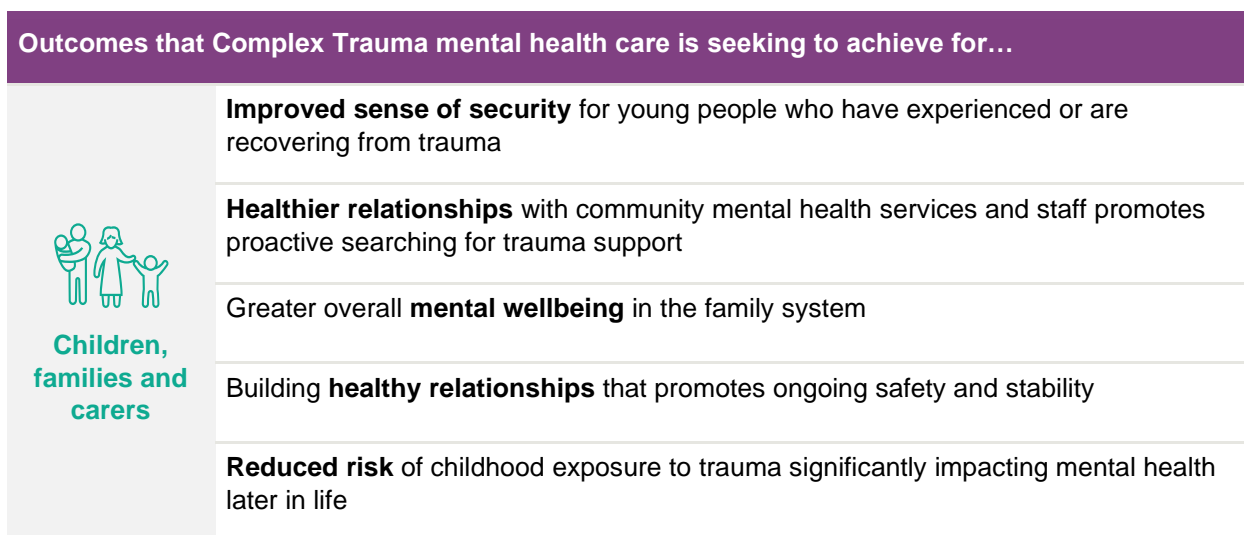 Outcomes that Complex Trauma mental health care is seeking to achieve for…
Children,
families and
carers
Improved sense of security for young people who have experienced or are
recovering from trauma
Healthier relationships with community mental health services and staff promotes
proactive searching for trauma support
Greater overall mental wellbeing in the family system
Building healthy relationships that promotes ongoing safety and stability
Reduced risk of childhood exposure to trauma significantly impacting mental health
later in life